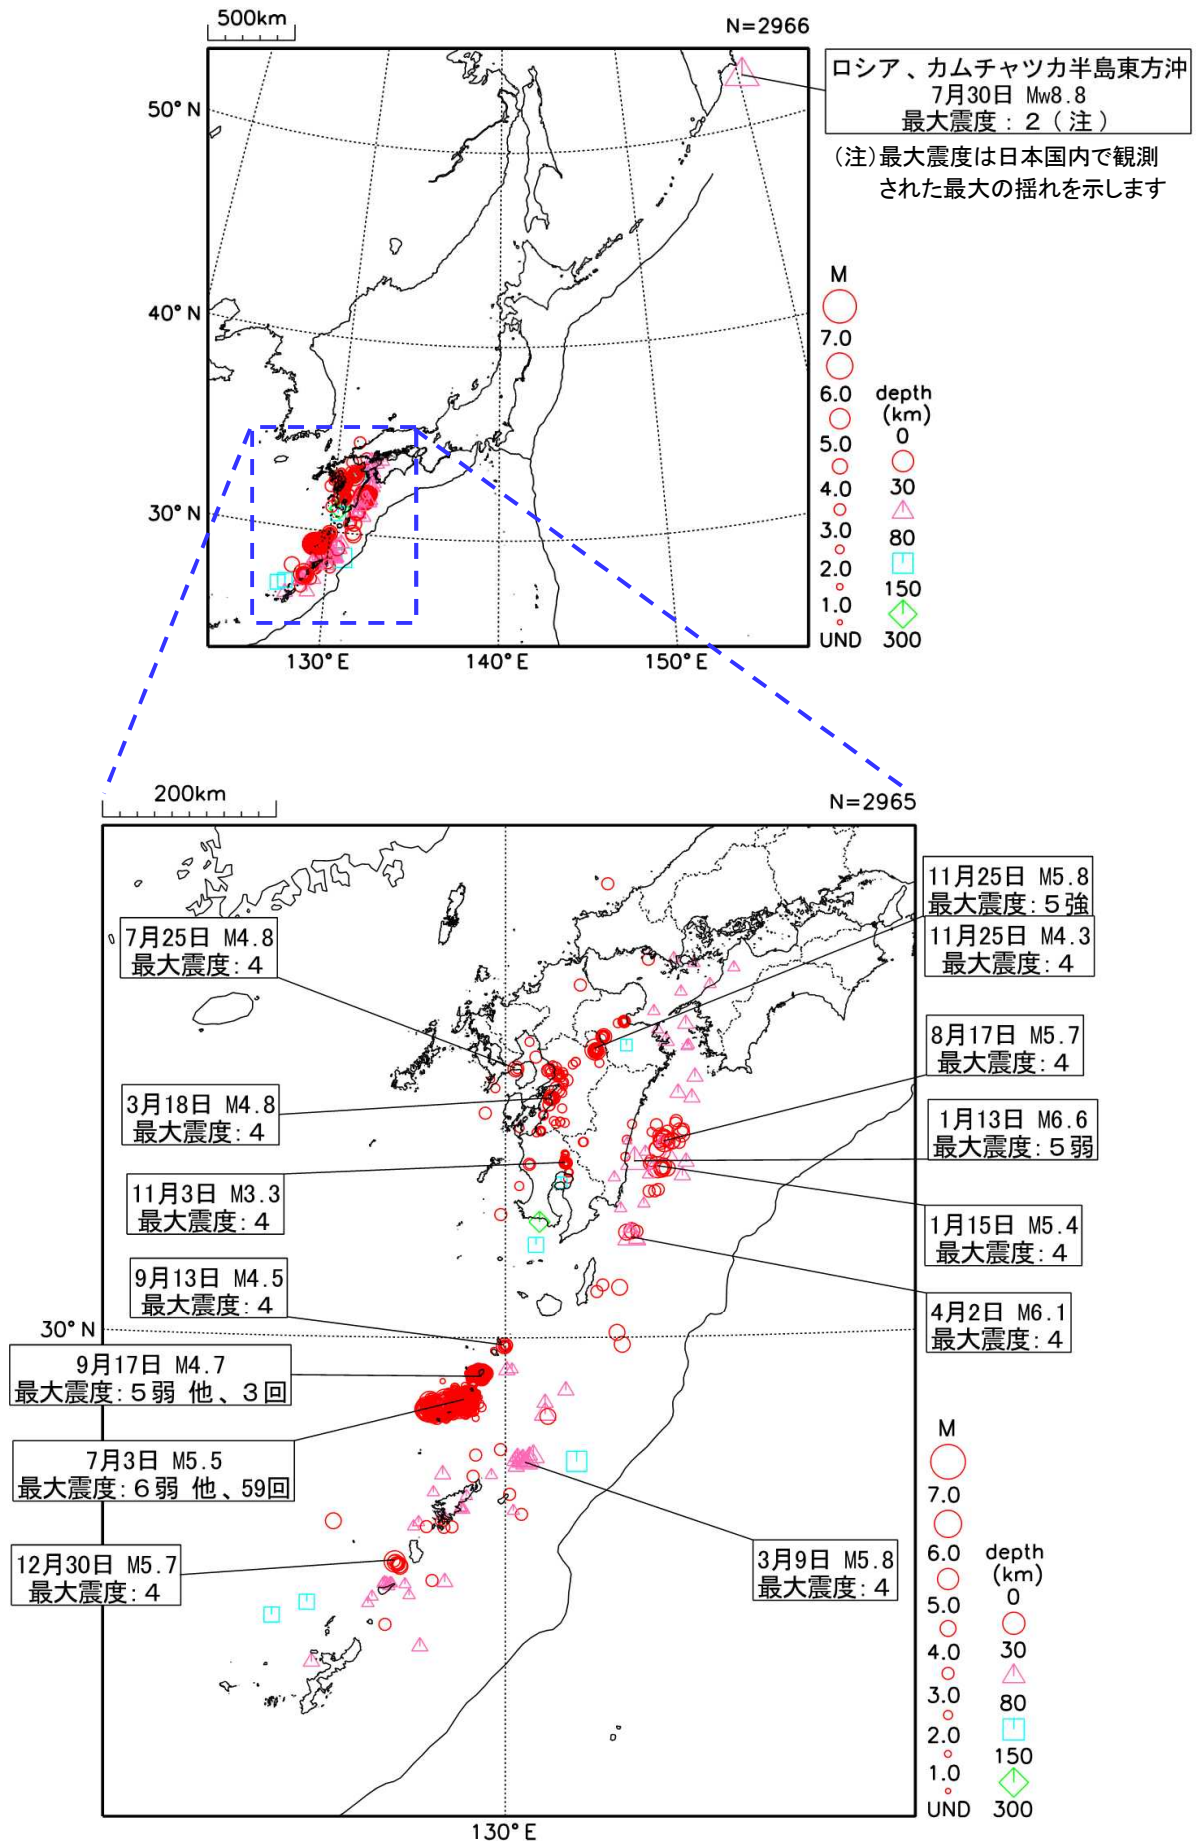 500km
N=2966
ロシア、カムチャツカ半島東方沖
7月30日 Mw8.8
最大震度：２（注）
(注)最大震度は日本国内で観測
された最大の揺れを示します
50°N
40°N
30°N
130°E
140°E
150°E
M
7.0
6.0
5.0
4.0
3.0
2.0
1.0
UND
depth
(km)
0
30
80
150
300
200km
N=2965
11月25日 M5.8
最大震度：５強
11月25日 M4.3
最大震度：４
7月25日 M4.8
最大震度：４
8月17日 M5.7
最大震度：４
3月18日 M4.8
最大震度：４
1月13日 M6.6
最大震度：５弱
11月3日 M3.3
最大震度：４
1月15日 M5.4
最大震度：４
9月13日 M4.5
最大震度：４
4月2日 M6.1
最大震度：４
30°N
9月17日 M4.7
最大震度：５弱 他、３回
7月3日 M5.5
最大震度：６弱 他、59回
12月30日 M5.7
最大震度：４
3月9日 M5.8
最大震度：４
M
7.0
6.0
5.0
4.0
3.0
2.0
1.0
UND
depth
(km)
0
30
80
150
300
130°E